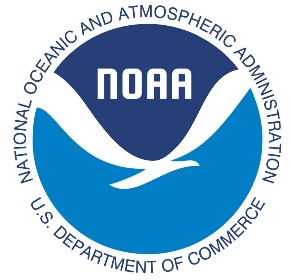 NATIONAL OCEANIC AND ATMOSPHERIC ADMINISTRATION
NOAA
U.S. DEPARTMENT OF COMMERCE